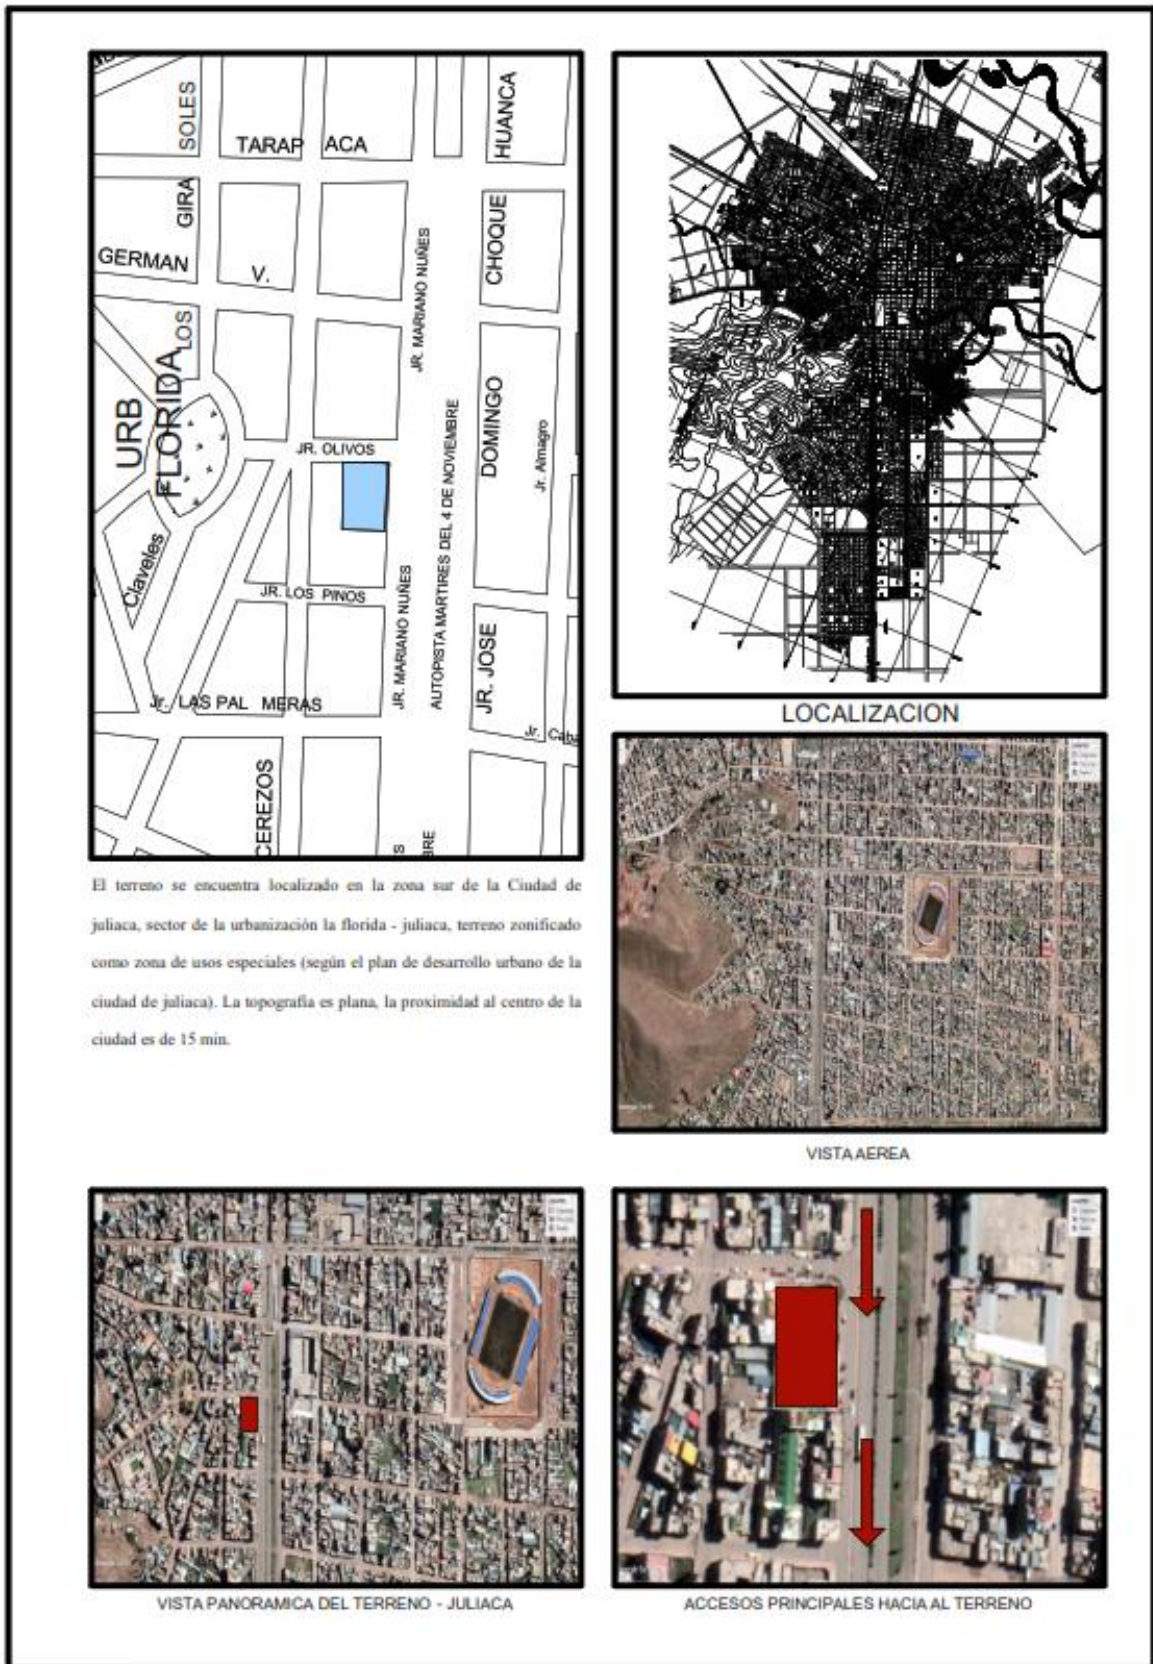 SOLES
TARAP ACA
HUANCA
GIRA
CHOQUE
GERMAN
V.
JR. MARIANO NUÑES
LOS
URB
FLORIDA
DOMINGO
JR. OLIVOS
AUTOPISTA MARTIRES DEL 4 DE NOVIEMBRE
Jr. Almagro
Claveles
JR. LOS PINOS
JR. MARIANO NUÑES
JR. JOSE
Jr. LAS PAL MERAS
Jr. Caba
CEREZOS
S
BRE
LOCALIZACION
El terreno se encuentra localizado en la zona sur de la Ciudad de
juliaca, sector de la urbanización la florida - juliaca, terreno zonificado
como zona de usos especiales (según el plan de desarrollo urbano de la
ciudad de juliaca). La topografía es plana, la proximidad al centro de la
ciudad es de 15 min.
VISTA AEREA
VISTA PANORAMICA DEL TERRENO - JULIACA
ACCESOS PRINCIPALES HACIA AL TERRENO